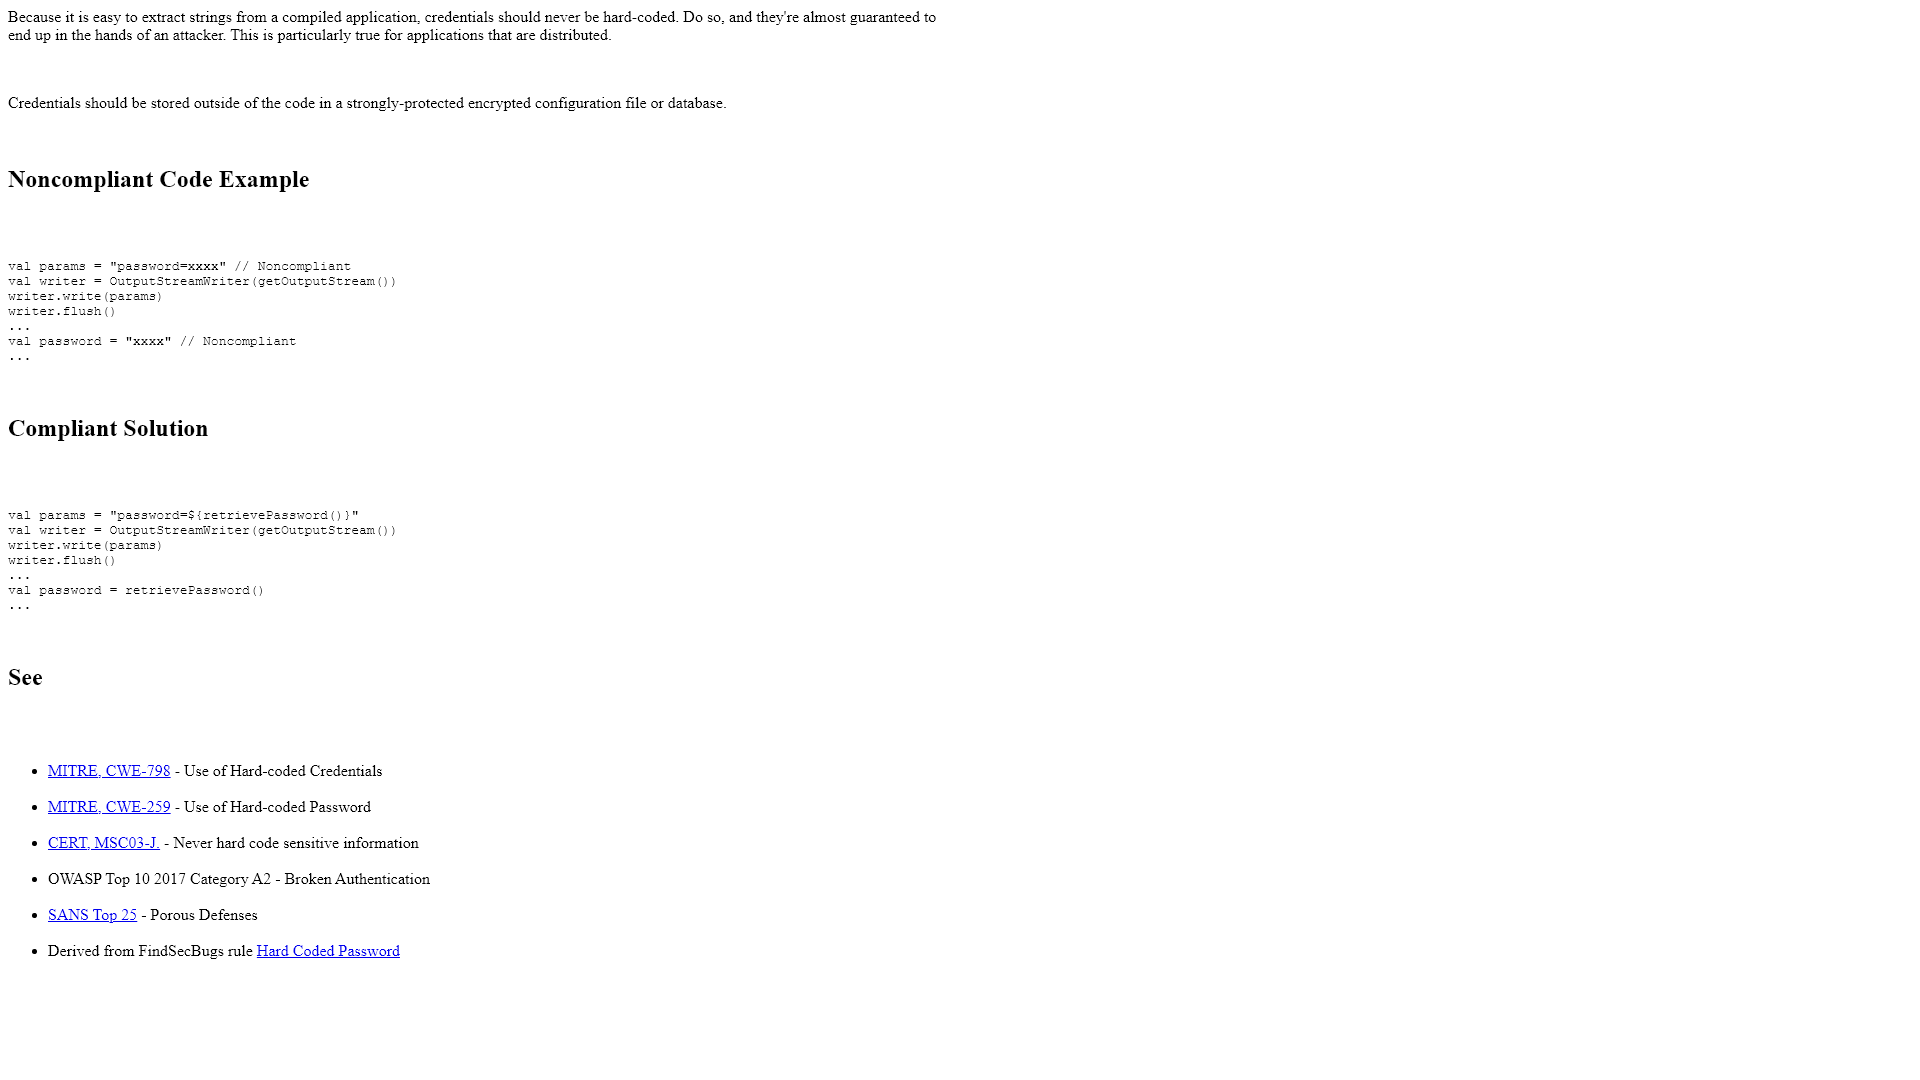 Because it is easy to extract strings from a compiled application, credentials should never be hard-coded. Do so, and they're almost guaranteed to
end up in the hands of an attacker. This is particularly true for applications that are distributed.
Credentials should be stored outside of the code in a strongly-protected encrypted configuration file or database.
Noncompliant Code Example
val params = "password=xxxx" // Noncompliant
val writer = OutputStreamWriter(getOutputStream())
writer.write(params)
writer.flush()
...
val password = "xxxx" // Noncompliant
...
Compliant Solution
val params = "password=${retrievePassword()}"
val writer = OutputStreamWriter(getOutputStream())
writer.write(params)
writer.flush()
...
val password = retrievePassword()
...
See
• MITRE, CWE-798 - Use of Hard-coded Credentials
• MITRE, CWE-259 - Use of Hard-coded Password
• CERT, MSC03-J. - Never hard code sensitive information
• OWASP Top 10 2017 Category A2 - Broken Authentication
• SANS Top 25 - Porous Defenses
• Derived from FindSecBugs rule Hard Coded Password